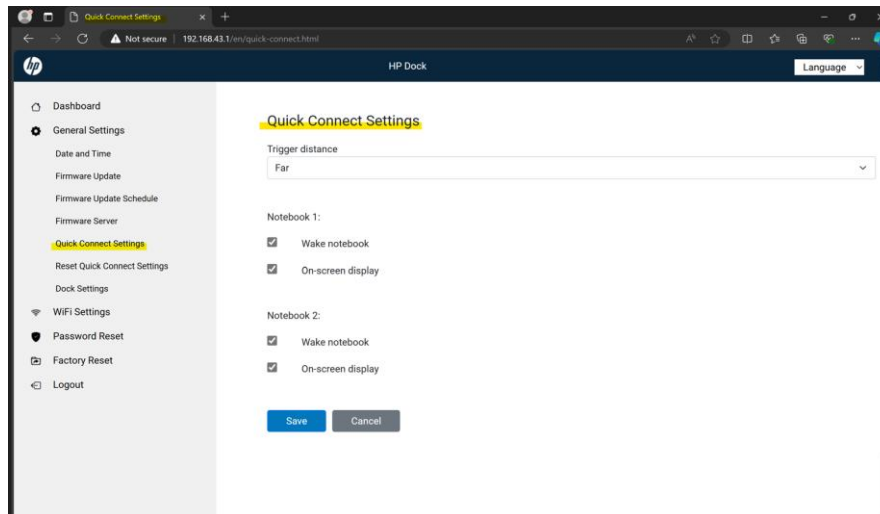 Quick Connect Settings
Not secure 192.168.43.1/en/quick-connect.html
hp HP Dock Language
Dashboard
General Settings
Date and Time
Firmware Update
Firmware Update Schedule
Firmware Server
Quick Connect Settings
Reset Quick Connect Settings
Dock Settings
WiFi Settings
Password Reset
Factory Reset
Logout
Quick Connect Settings
Trigger distance
Far
Notebook 1:
Wake notebook
On-screen display
Notebook 2:
Wake notebook
On-screen display
Save Cancel